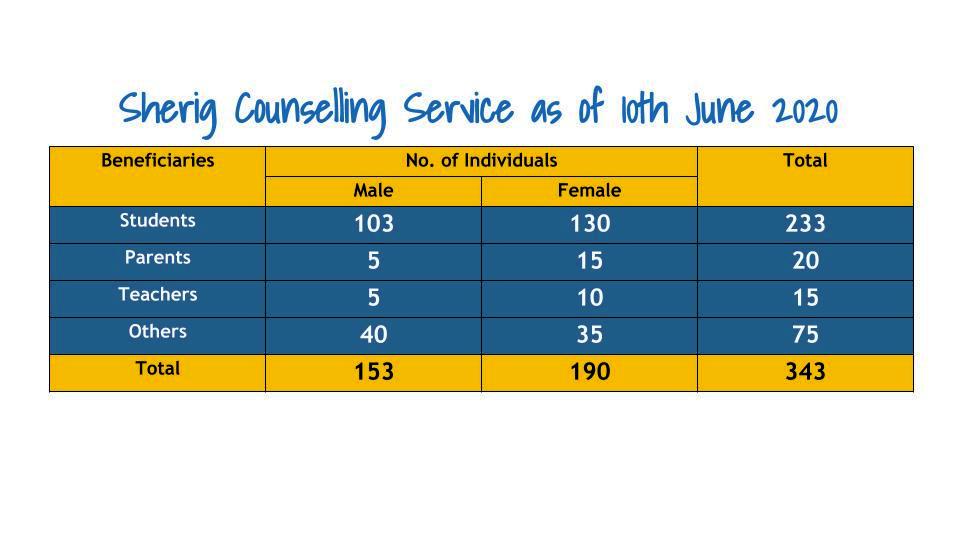 Sherig Counselling Service as of 10th June 2020
Beneficiaries No. of Individuals Total
Male Female
Students 103 130 233
Parents 5 15 20
Teachers 5 10 15
Others 40 35 75
Total 153 190 343